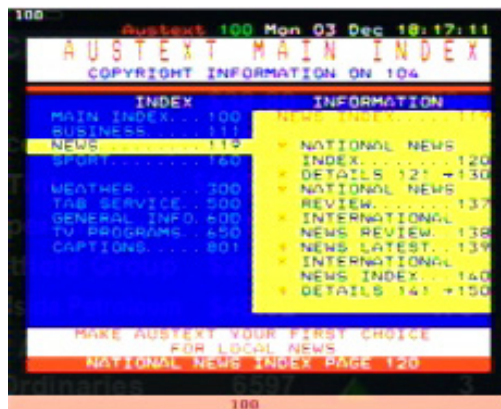 100
Austext 100 Mon 03 Dec 18:17:11
AUSTEXT MAIN INDEX
COPYRIGHT INFORMATION ON 104
INDEX
MAIN INDEX... 100
BUSINESS..... 111
NEWS......... 119
SPORT........ 160
WEATHER...... 300
TAB SERVICE.. 500
GENERAL INFO. 600
TV PROGRAMS.. 650
CAPTIONS..... 801
INFORMATION
NEWS INDEX... 119
* NATIONAL NEWS
INDEX........ 120
* DETAILS 121 →130
* NATIONAL NEWS
REVIEW....... 137
* INTERNATIONAL
NEWS REVIEW.. 138
* NEWS LATEST.. 139
* INTERNATIONAL
NEWS INDEX... 140
* DETAILS 141 →150
MAKE AUSTEXT YOUR FIRST CHOICE
FOR LOCAL NEWS
NATIONAL NEWS INDEX PAGE 120
Ordinaries 6597 3
100